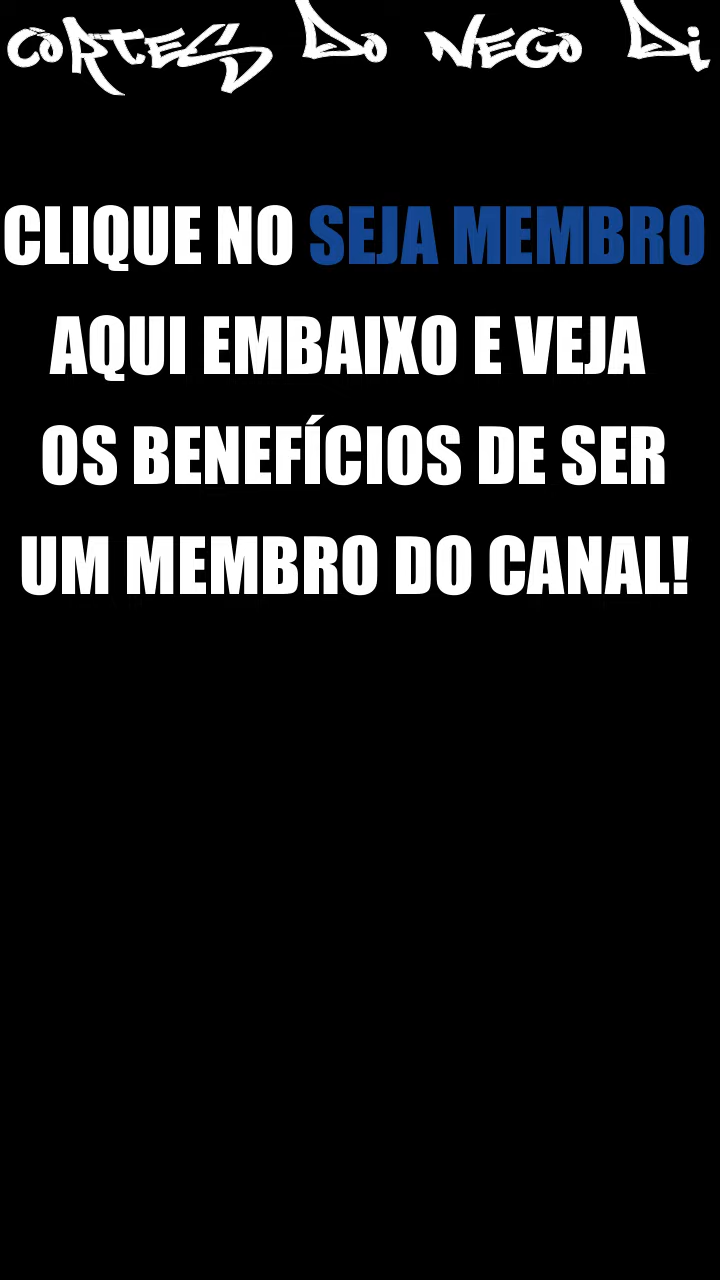 CORTES DO NEGO DI
CLIQUE NO SEJA MEMBRO
AQUI EMBAIXO E VEJA
OS BENEFÍCIOS DE SER
UM MEMBRO DO CANAL!